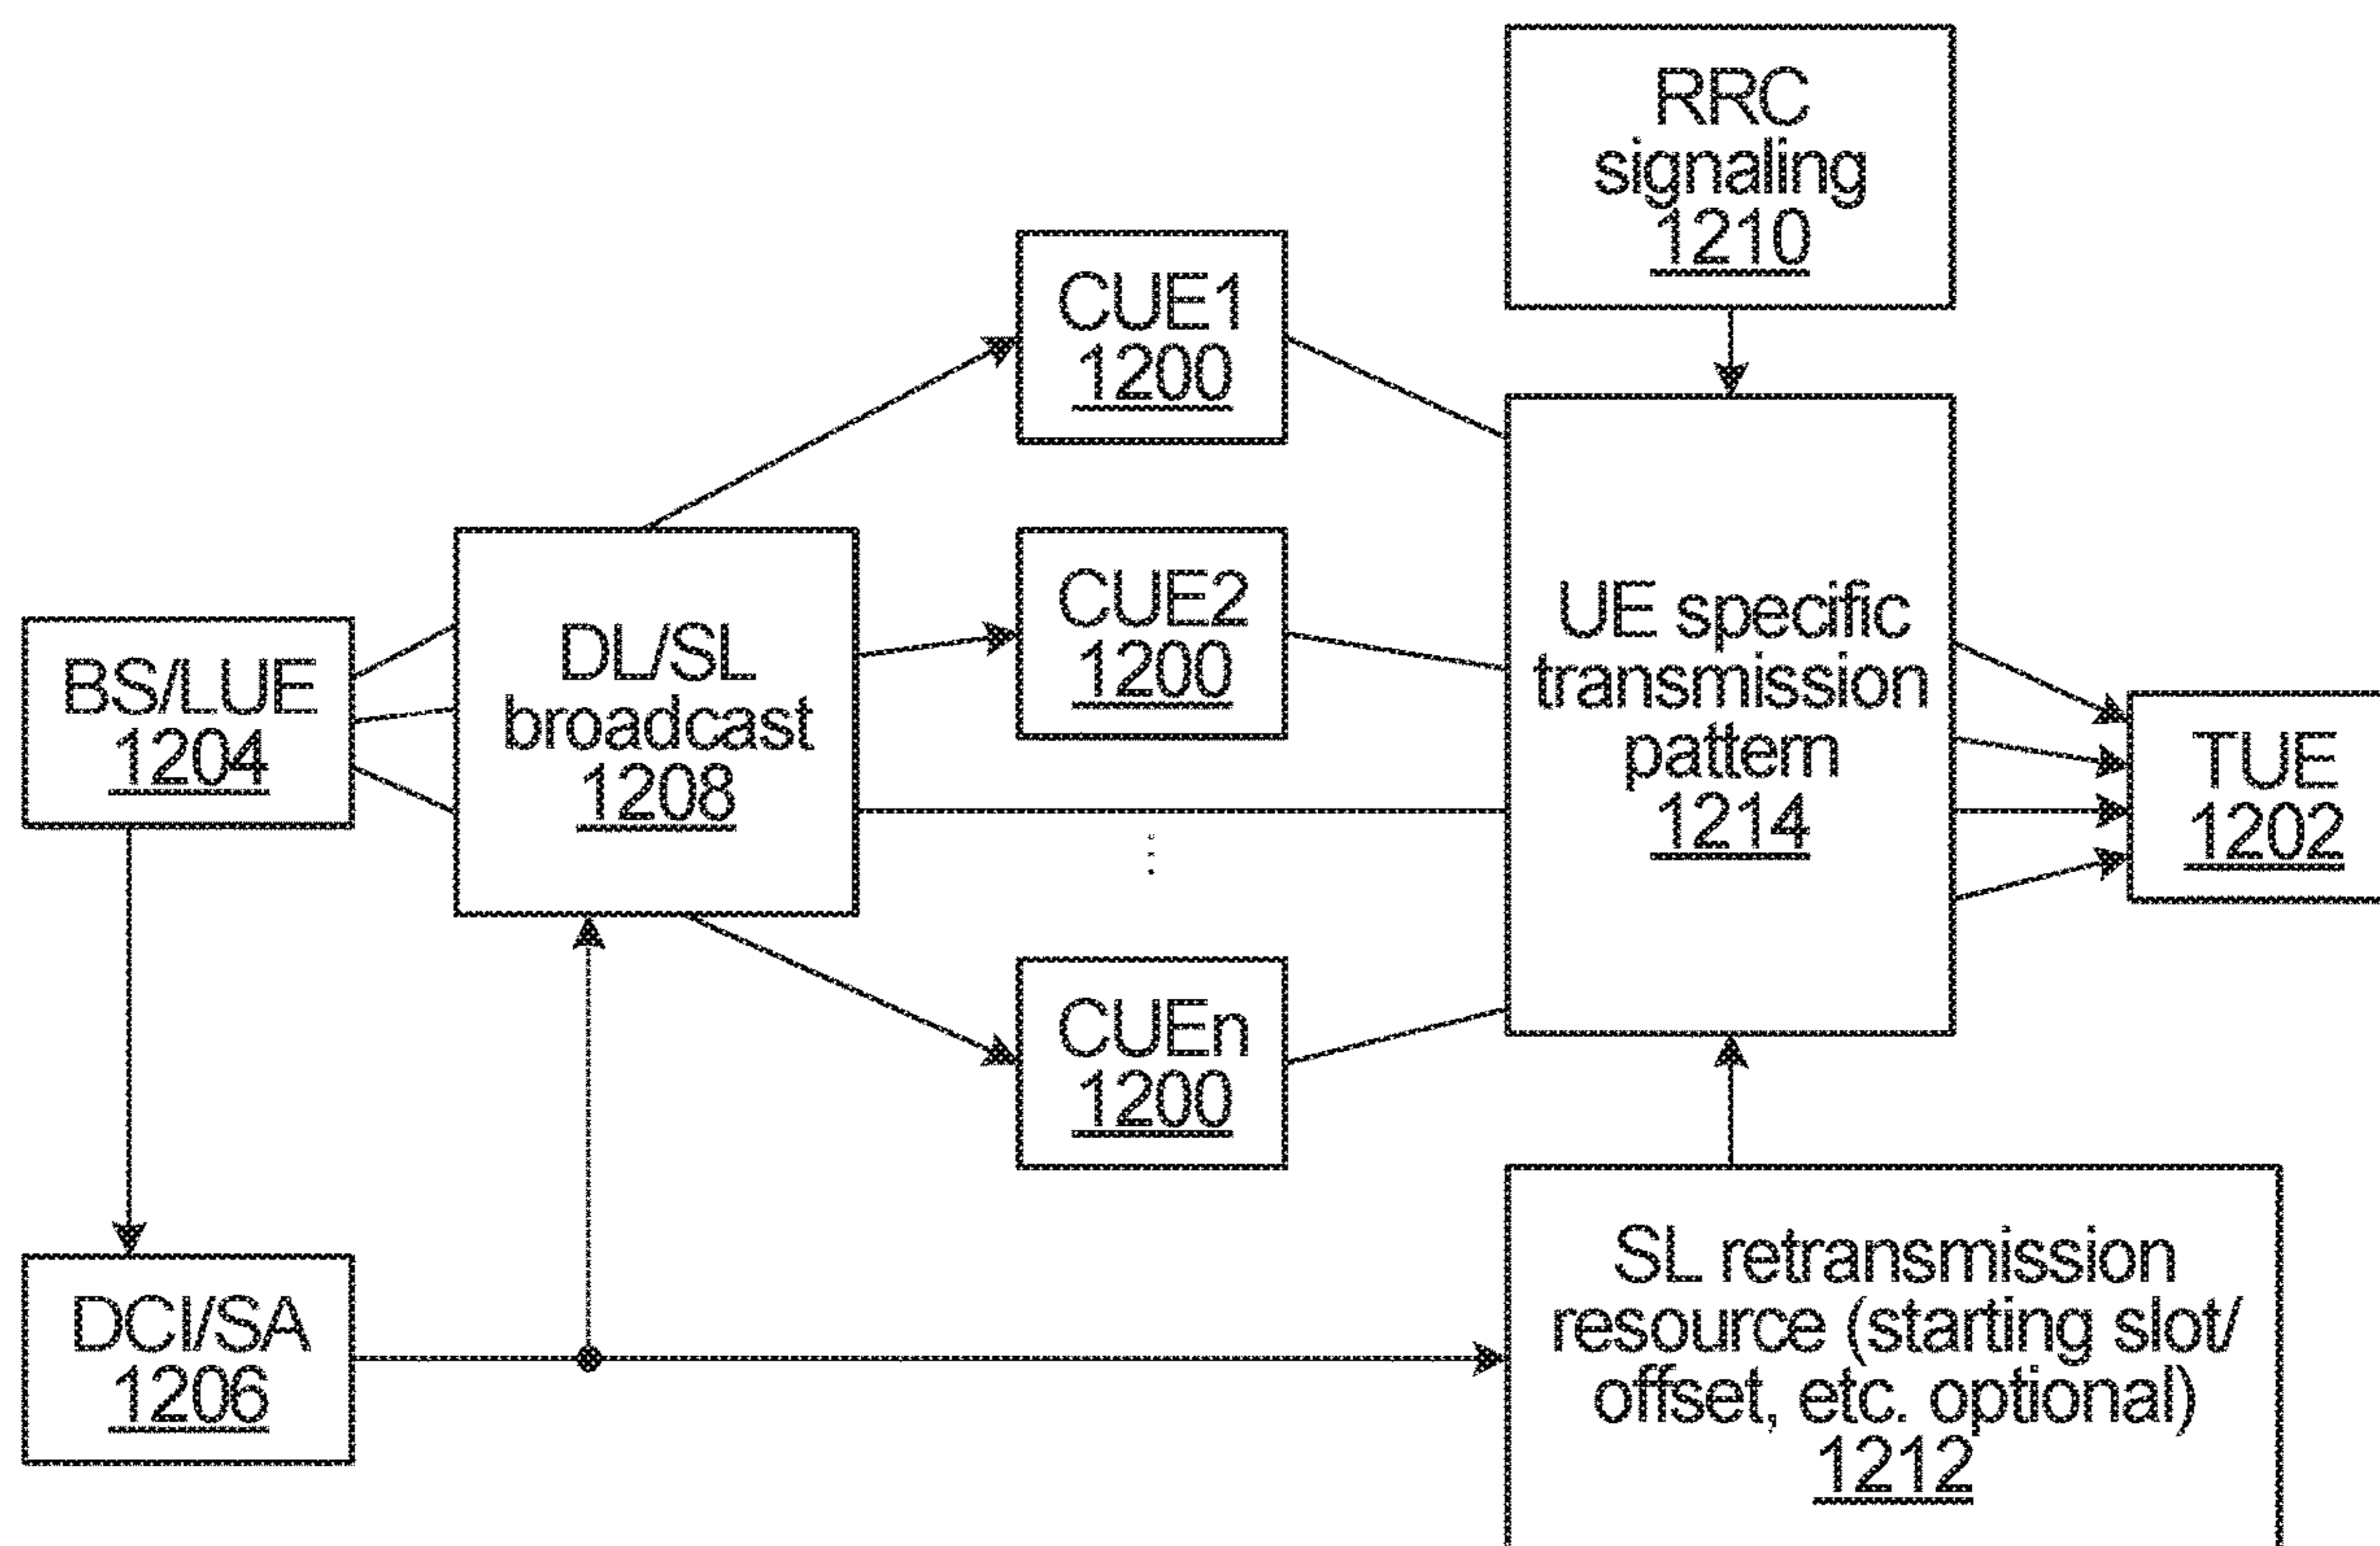 RRC
signaling
1210
CUE1
1200
CUE2
1200
BS/LUE
1204
DL/SL
broadcast
1208
UE specific
transmission
pattern
1214
TUE
1202
CUEn
1200
DCI/SA
1206
SL retransmission
resource (starting slot/
offset, etc. optional)
1212